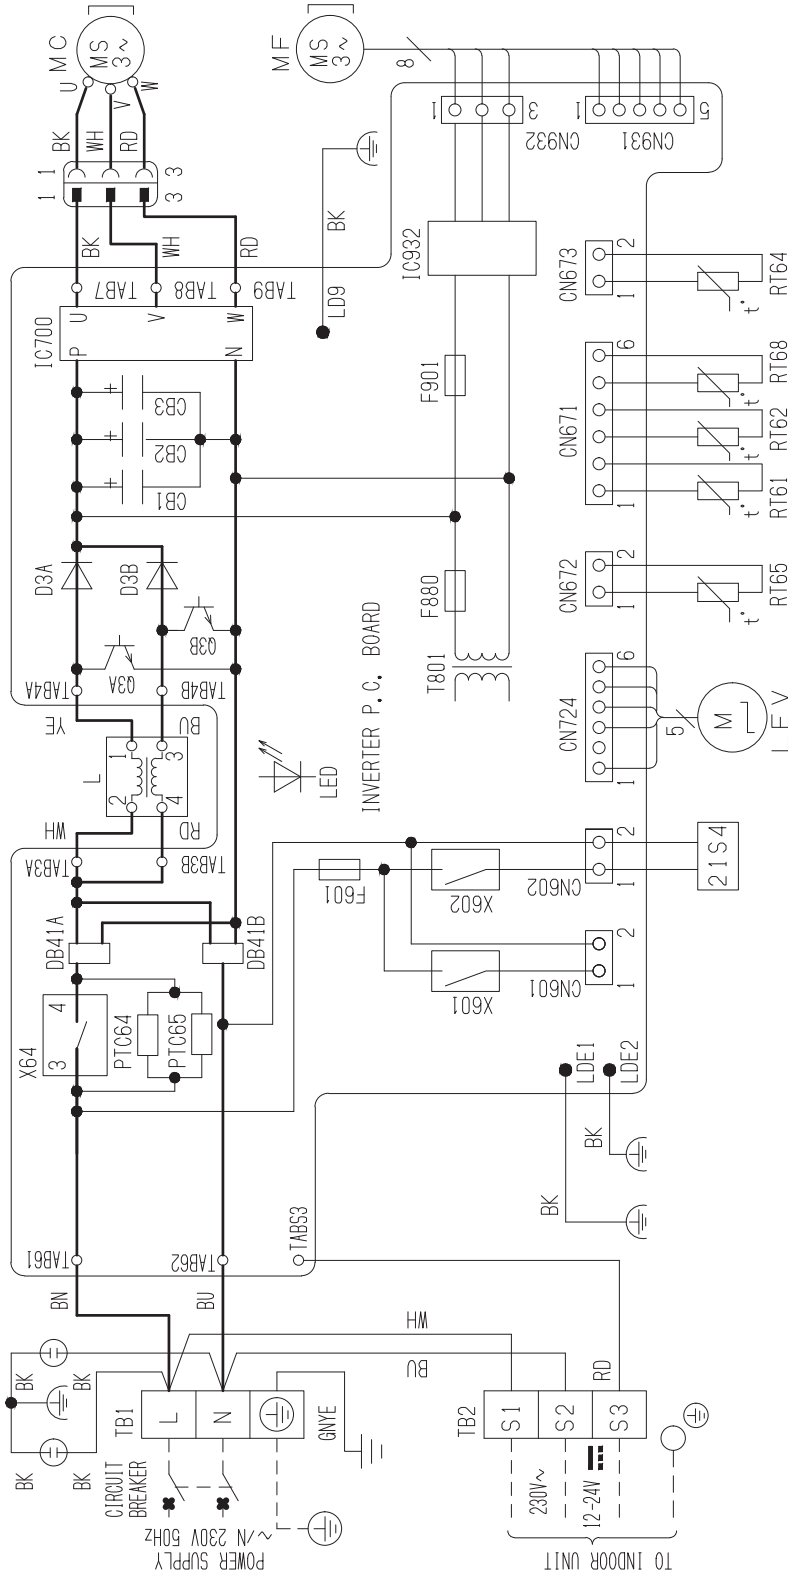 MC
MS
3~
U
V
W
BK
WH
RD
1
1
3
3
BK
WH
RD
TAB7
TAB8
TAB9
IC700
P
U
V
N
W
+
CB3
+
CB2
+
CB1
D3A
D3B
Q3A
Q3B
TAB4A
TAB4B
YE
BU
L
1
2
3
4
WH
RD
TAB3A
TAB3B
DB41A
DB41B
X64
3
4
PTC64
PTC65
TAB61
TAB62
TABS3
BN
BU
BK
BK
BK
BK
TB1
L
N
GNYE
CIRCUIT
BREAKER
POWER SUPPLY
~/N 230V 50Hz
WH
BU
RD
TB2
S1
S2
S3
230V~
12-24V
TO INDOOR UNIT
MF
MS
3~
8
1
3
CN932
1
5
CN931
BK
LD9
IC932
F901
F880
T801
LED
INVERTER P.C. BOARD
F601
X602
X601
CN602
1
2
CN601
1
2
21S4
LDE1
LDE2
BK
BK
CN673
1
2
RT64
t°
CN671
1
6
RT68
t°
RT62
t°
RT61
t°
CN672
1
2
RT65
t°
CN724
1
6
5
M
LEV